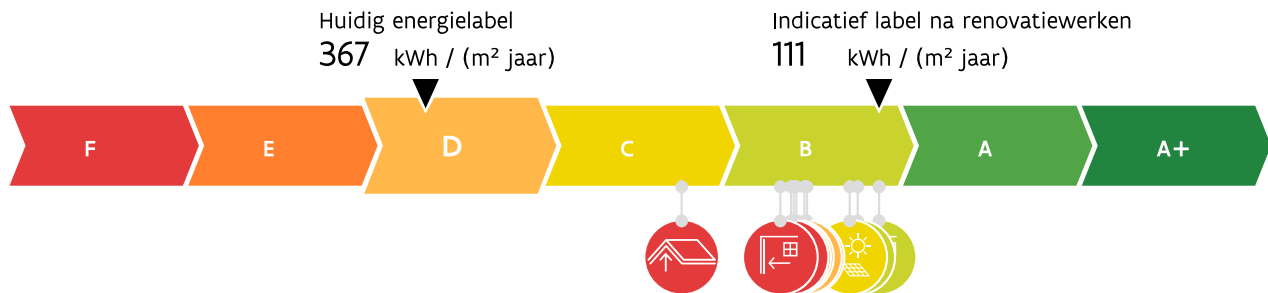 Huidig energielabel
367 kWh / (m² jaar)
Indicatief label na renovatiewerken
111 kWh / (m² jaar)
F E D C B A A+